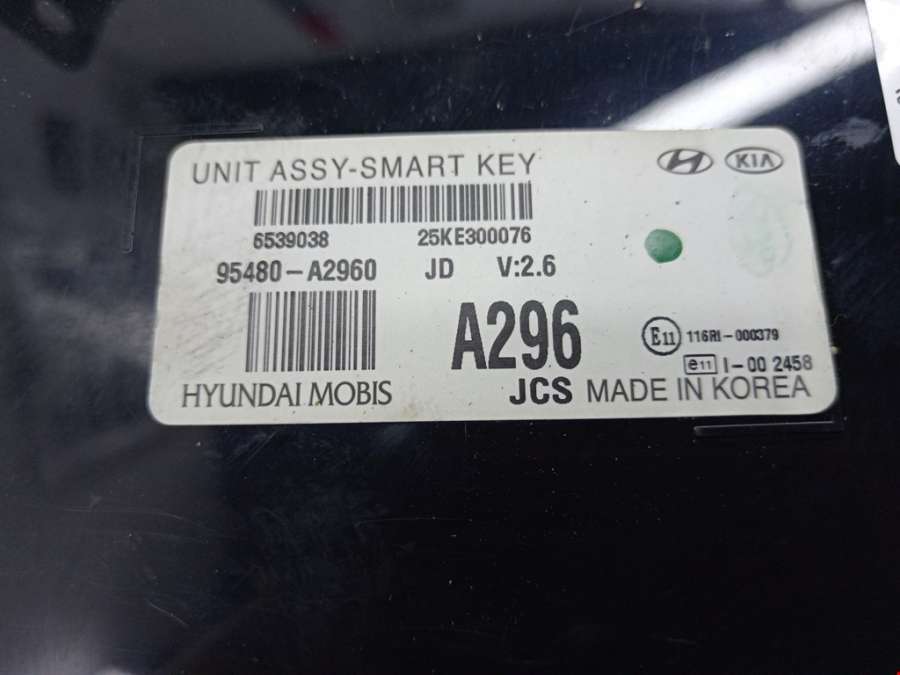 UNIT ASSY-SMART KEY
KIA
6539038 25KE300076
95480-A2960 JD V:2.6
A296
E11 116RI-000379
e11 I-00 2458
HYUNDAI MOBIS JCS MADE IN KOREA